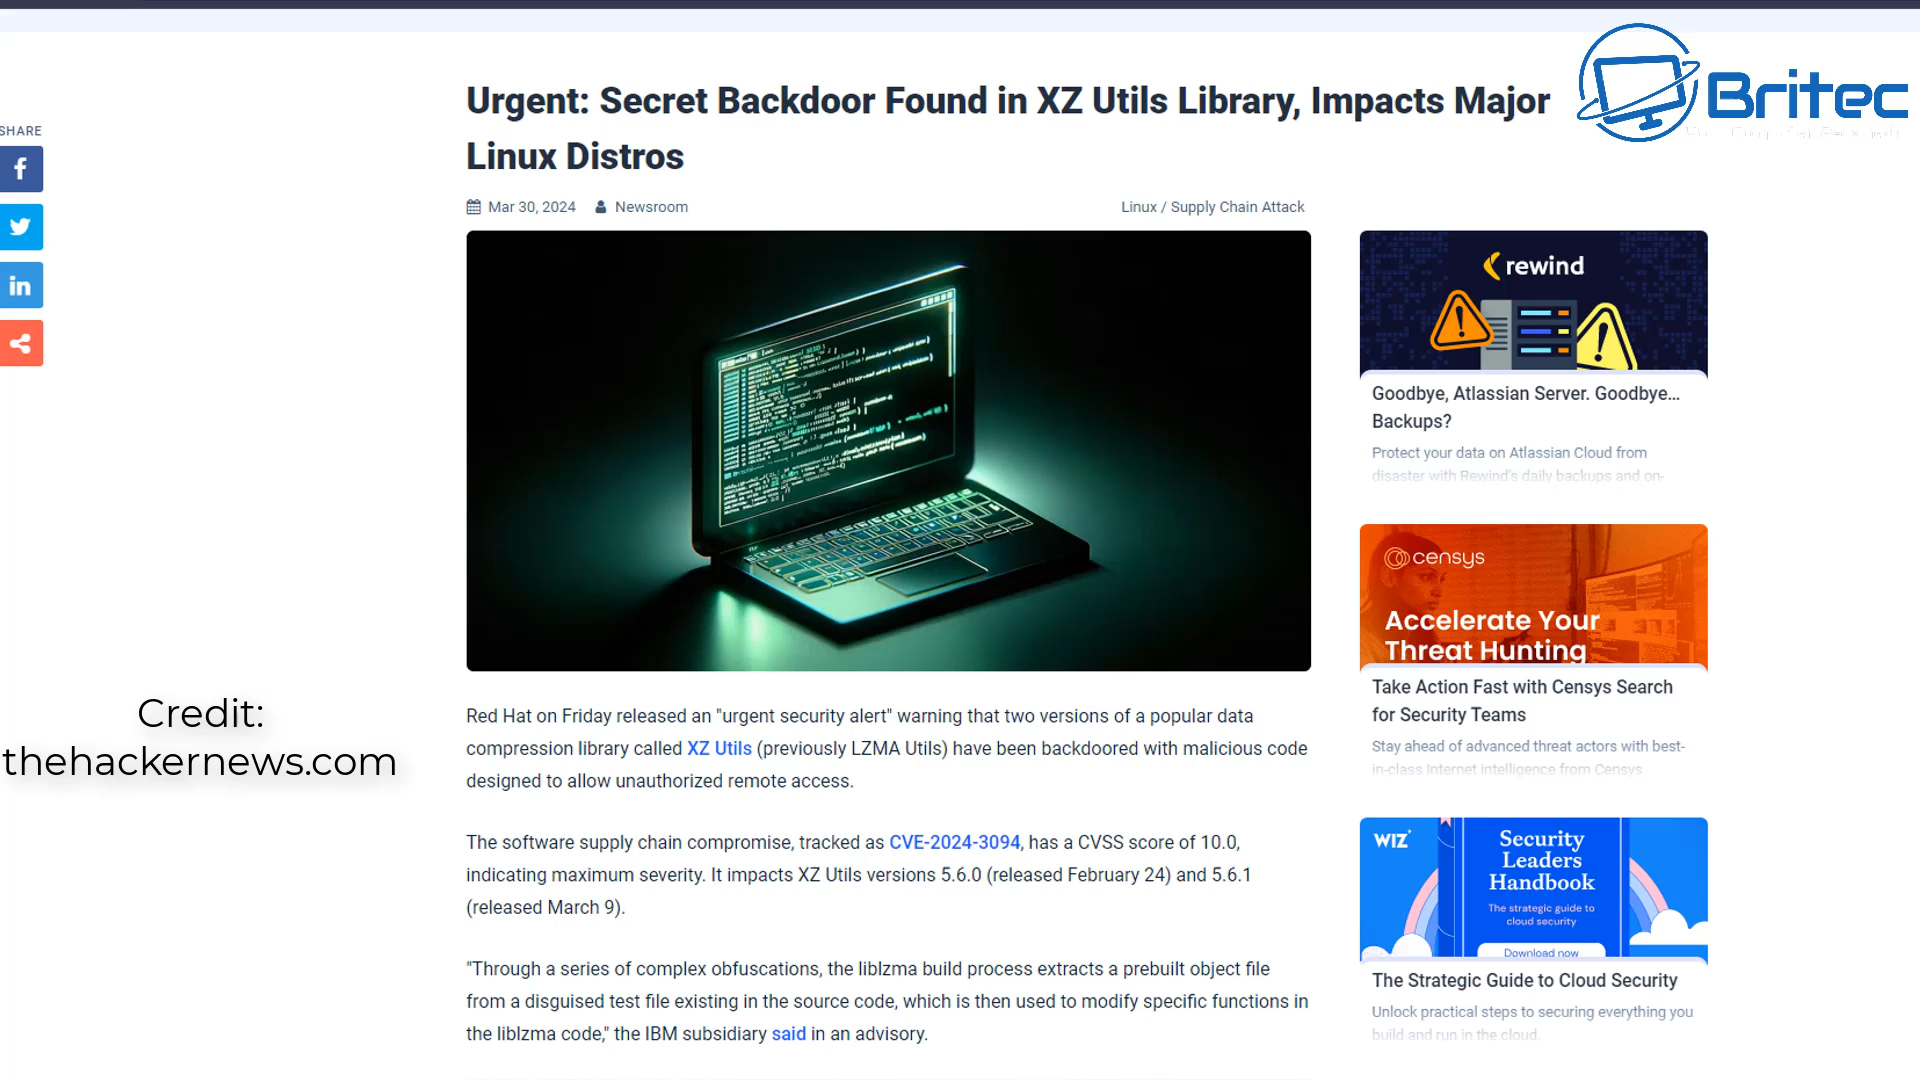 Urgent: Secret Backdoor Found in XZ Utils Library, Impacts Major
Linux Distros
Britec
SHARE
Mar 30, 2024 Newsroom
Linux / Supply Chain Attack
rewind
Goodbye, Atlassian Server. Goodbye...
Backups?
Protect your data on Atlassian Cloud from
disaster with Rewind's daily backups and on-
censys
Accelerate Your
Threat Hunting
Take Action Fast with Censys Search
for Security Teams
Stay ahead of advanced threat actors with best-
in-class Internet intelligence from Censys
Credit:
thehackernews.com
Red Hat on Friday released an "urgent security alert" warning that two versions of a popular data
compression library called XZ Utils (previously LZMA Utils) have been backdoored with malicious code
designed to allow unauthorized remote access.
The software supply chain compromise, tracked as CVE-2024-3094, has a CVSS score of 10.0,
indicating maximum severity. It impacts XZ Utils versions 5.6.0 (released February 24) and 5.6.1
(released March 9).
"Through a series of complex obfuscations, the liblzma build process extracts a prebuilt object file
from a disguised test file existing in the source code, which is then used to modify specific functions in
the liblzma code," the IBM subsidiary said in an advisory.
WIZ
Security
Leaders
Handbook
The strategic guide to
cloud security
Download now
The Strategic Guide to Cloud Security
Unlock practical steps to securing everything you
build and run in the cloud.